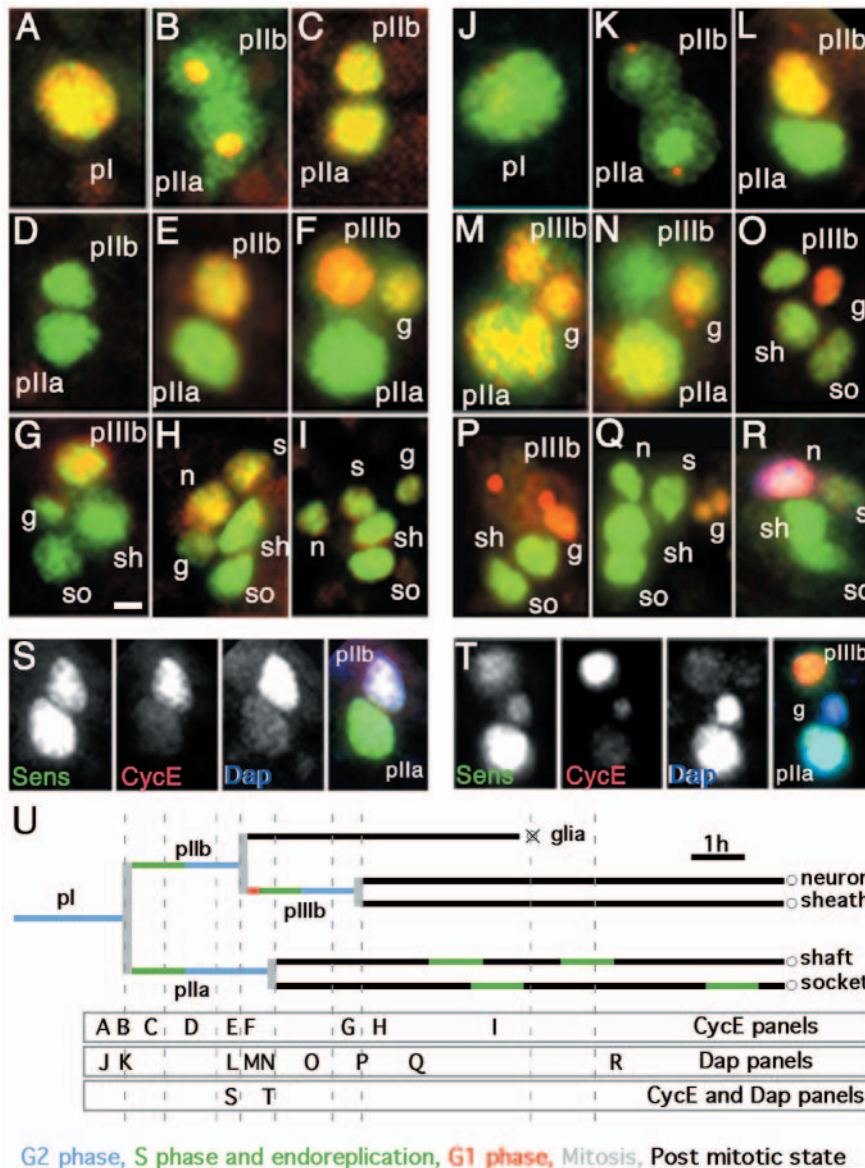 A
pI
B
pIIb
pIIa
C
pIIb
pIIa
J
pI
K
pIIb
pIIa
L
pIIb
pIIa
D
pIIb
pIIa
E
pIIb
pIIa
F
pIIIb
g
pIIa
M
pIIIb
g
pIIa
N
pIIIb
g
pIIa
O
pIIIb
g
sh
so
G
pIIIb
g
sh
so
H
s
n
sh
g
so
I
g
s
n
sh
so
P
pIIIb
sh
g
so
Q
n
s
g
sh
so
R
n
s
sh
so
S
Sens
CycE
Dap
pIIb
pIIa
T
Sens
CycE
Dap
pIIIb
g
pIIa
U
1h
glia
pIIb
neuron
pI
pIIIb
sheath
shaft
pIIa
socket
A B C D E F G H I CycE panels
J K L MN O P Q R Dap panels
S T CycE and Dap panels
G2 phase, S phase and endoreplication, G1 phase, Mitosis, Post mitotic state